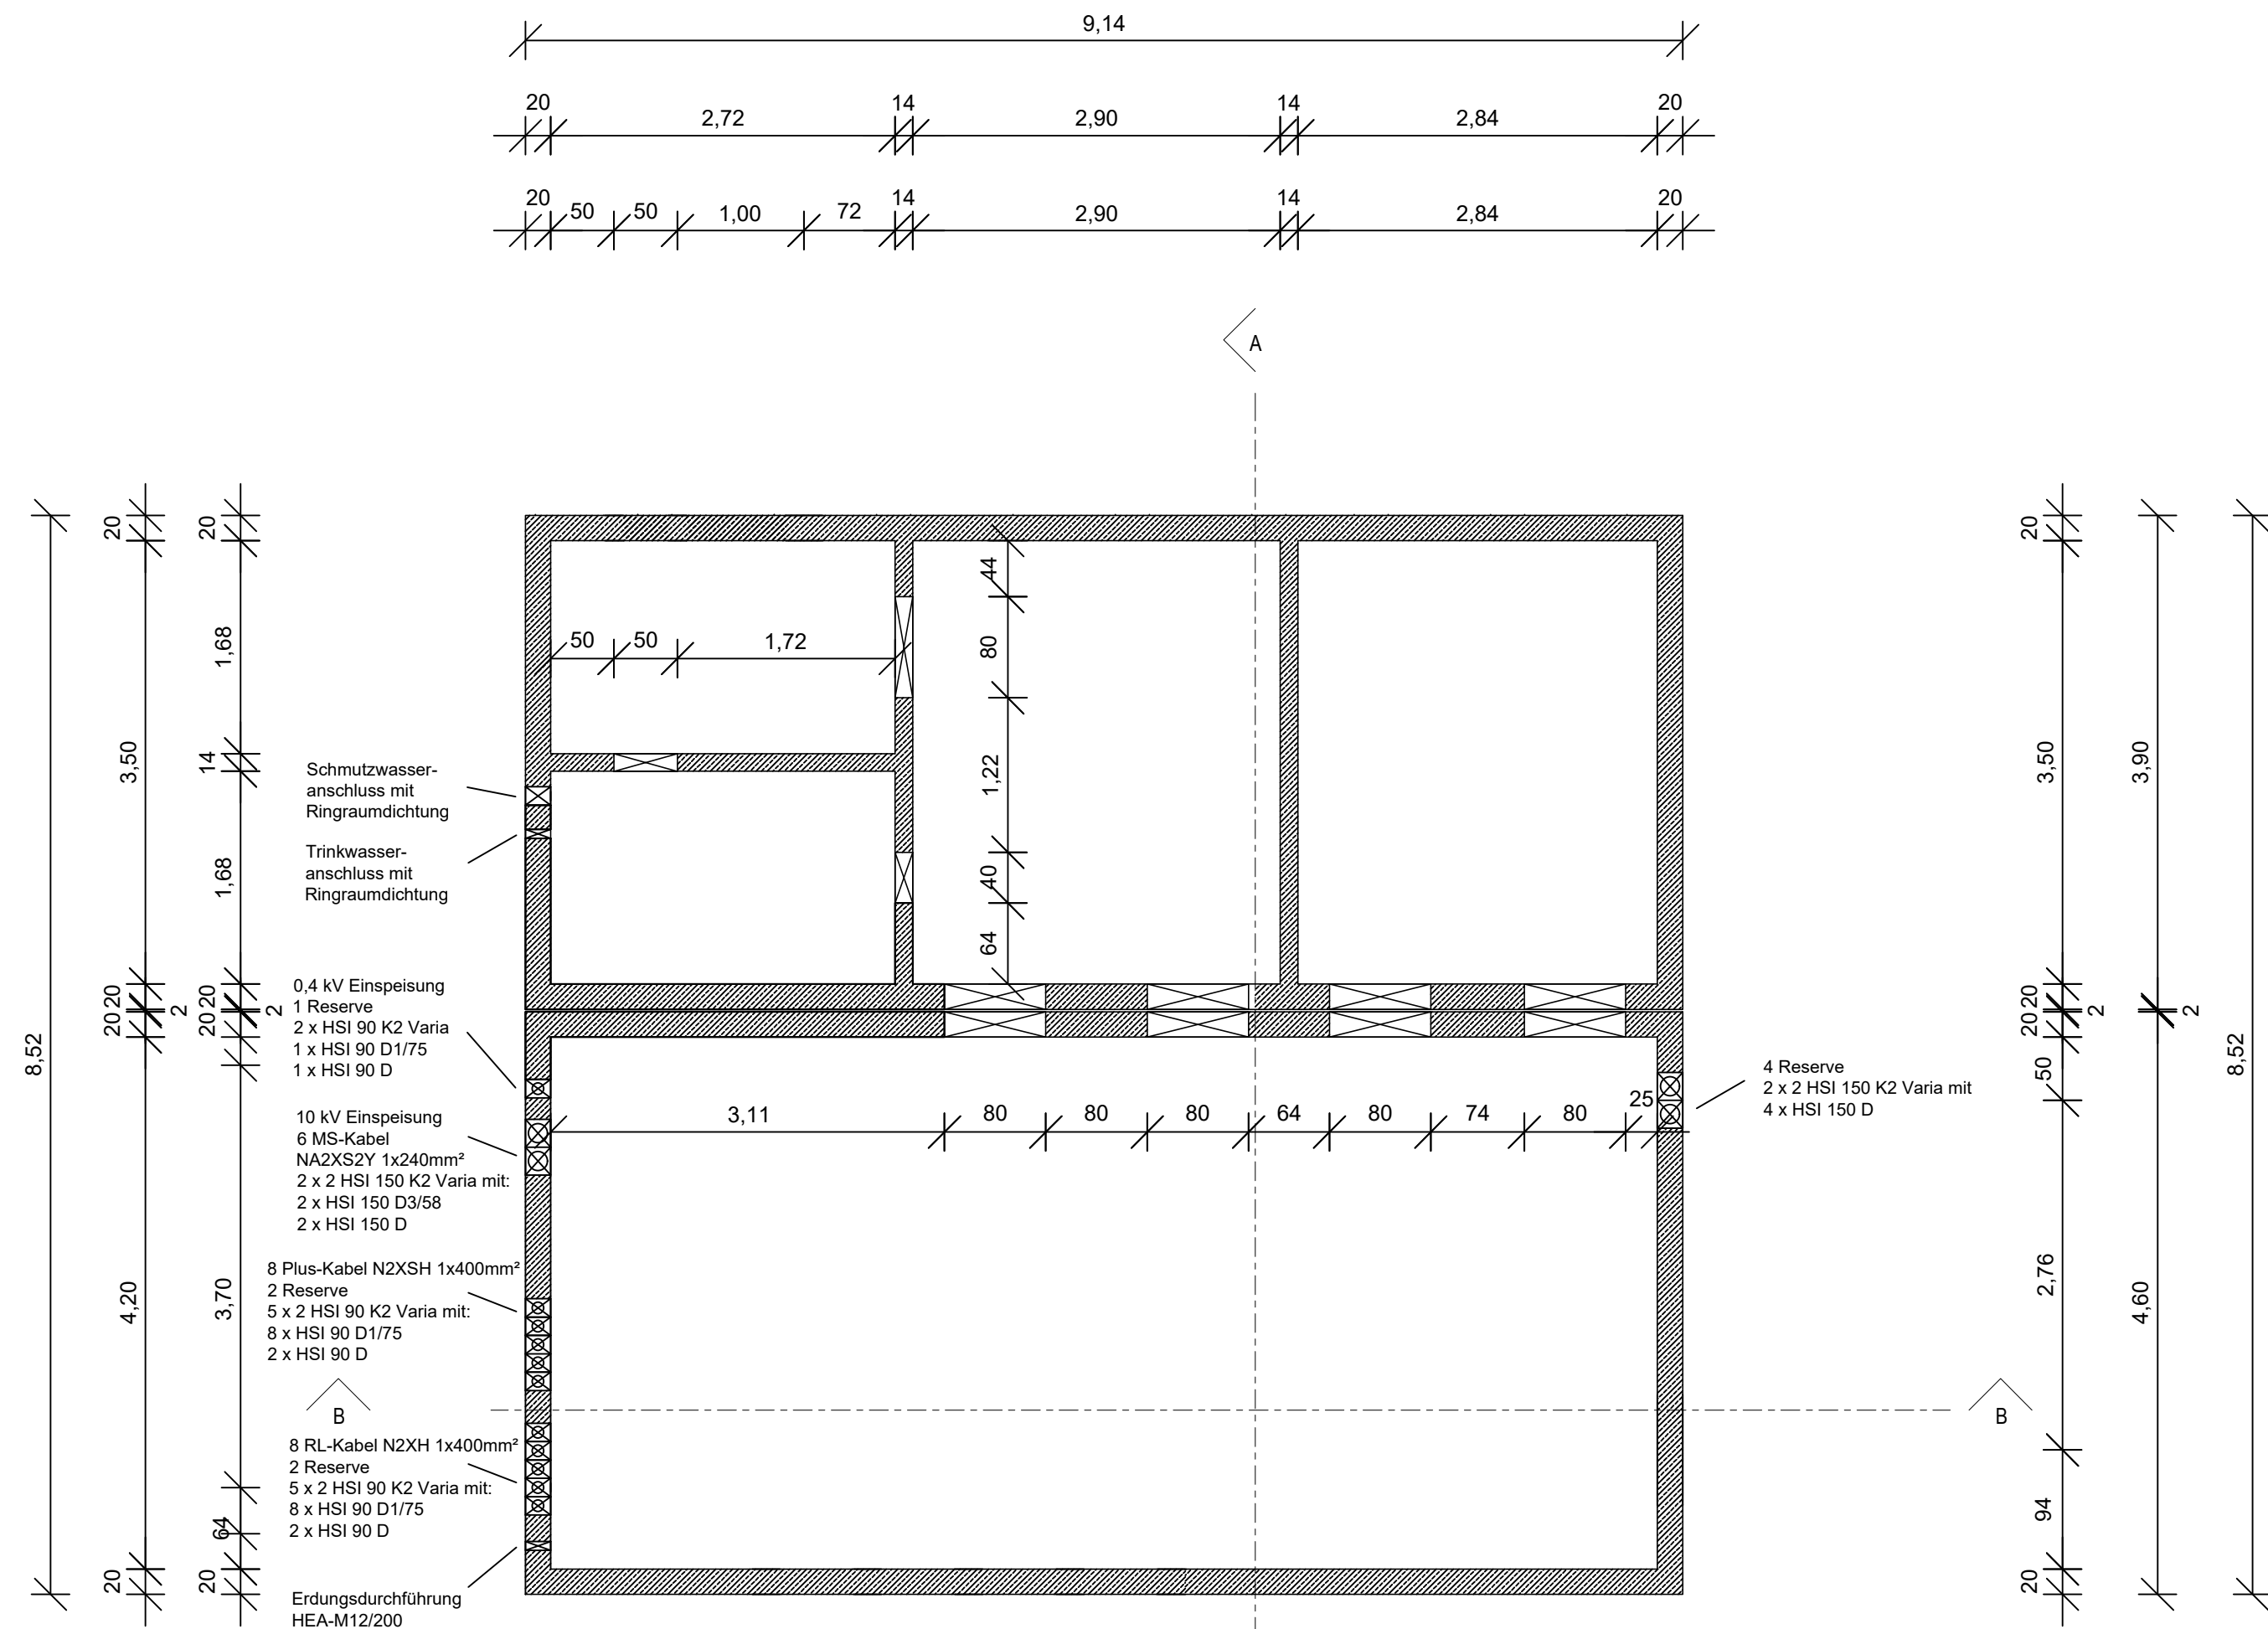 9,14
20
2,72
14
2,90
14
2,84
20
20
50
50
1,00
72
14
2,90
14
2,84
20
A
8,52
20
3,50
20
20
2
4,20
20
20
1,68
14
1,68
20
20
2
3,70
64
20
50
50
1,72
44
80
1,22
40
64
Schmutzwasser-
anschluss mit
Ringraumdichtung
Trinkwasser-
anschluss mit
Ringraumdichtung
0,4 kV Einspeisung
1 Reserve
2 x HSI 90 K2 Varia
1 x HSI 90 D1/75
1 x HSI 90 D
10 kV Einspeisung
6 MS-Kabel
NA2XS2Y 1x240mm²
2 x 2 HSI 150 K2 Varia mit:
2 x HSI 150 D3/58
2 x HSI 150 D
8 Plus-Kabel N2XSH 1x400mm²
2 Reserve
5 x 2 HSI 90 K2 Varia mit:
8 x HSI 90 D1/75
2 x HSI 90 D
B
8 RL-Kabel N2XH 1x400mm²
2 Reserve
5 x 2 HSI 90 K2 Varia mit:
8 x HSI 90 D1/75
2 x HSI 90 D
Erdungsdurchführung
HEA-M12/200
3,11
80
80
80
64
80
74
80
25
4 Reserve
2 x 2 HSI 150 K2 Varia mit
4 x HSI 150 D
B
20
3,50
20
20
2
50
2,76
94
20
3,90
2
4,60
8,52